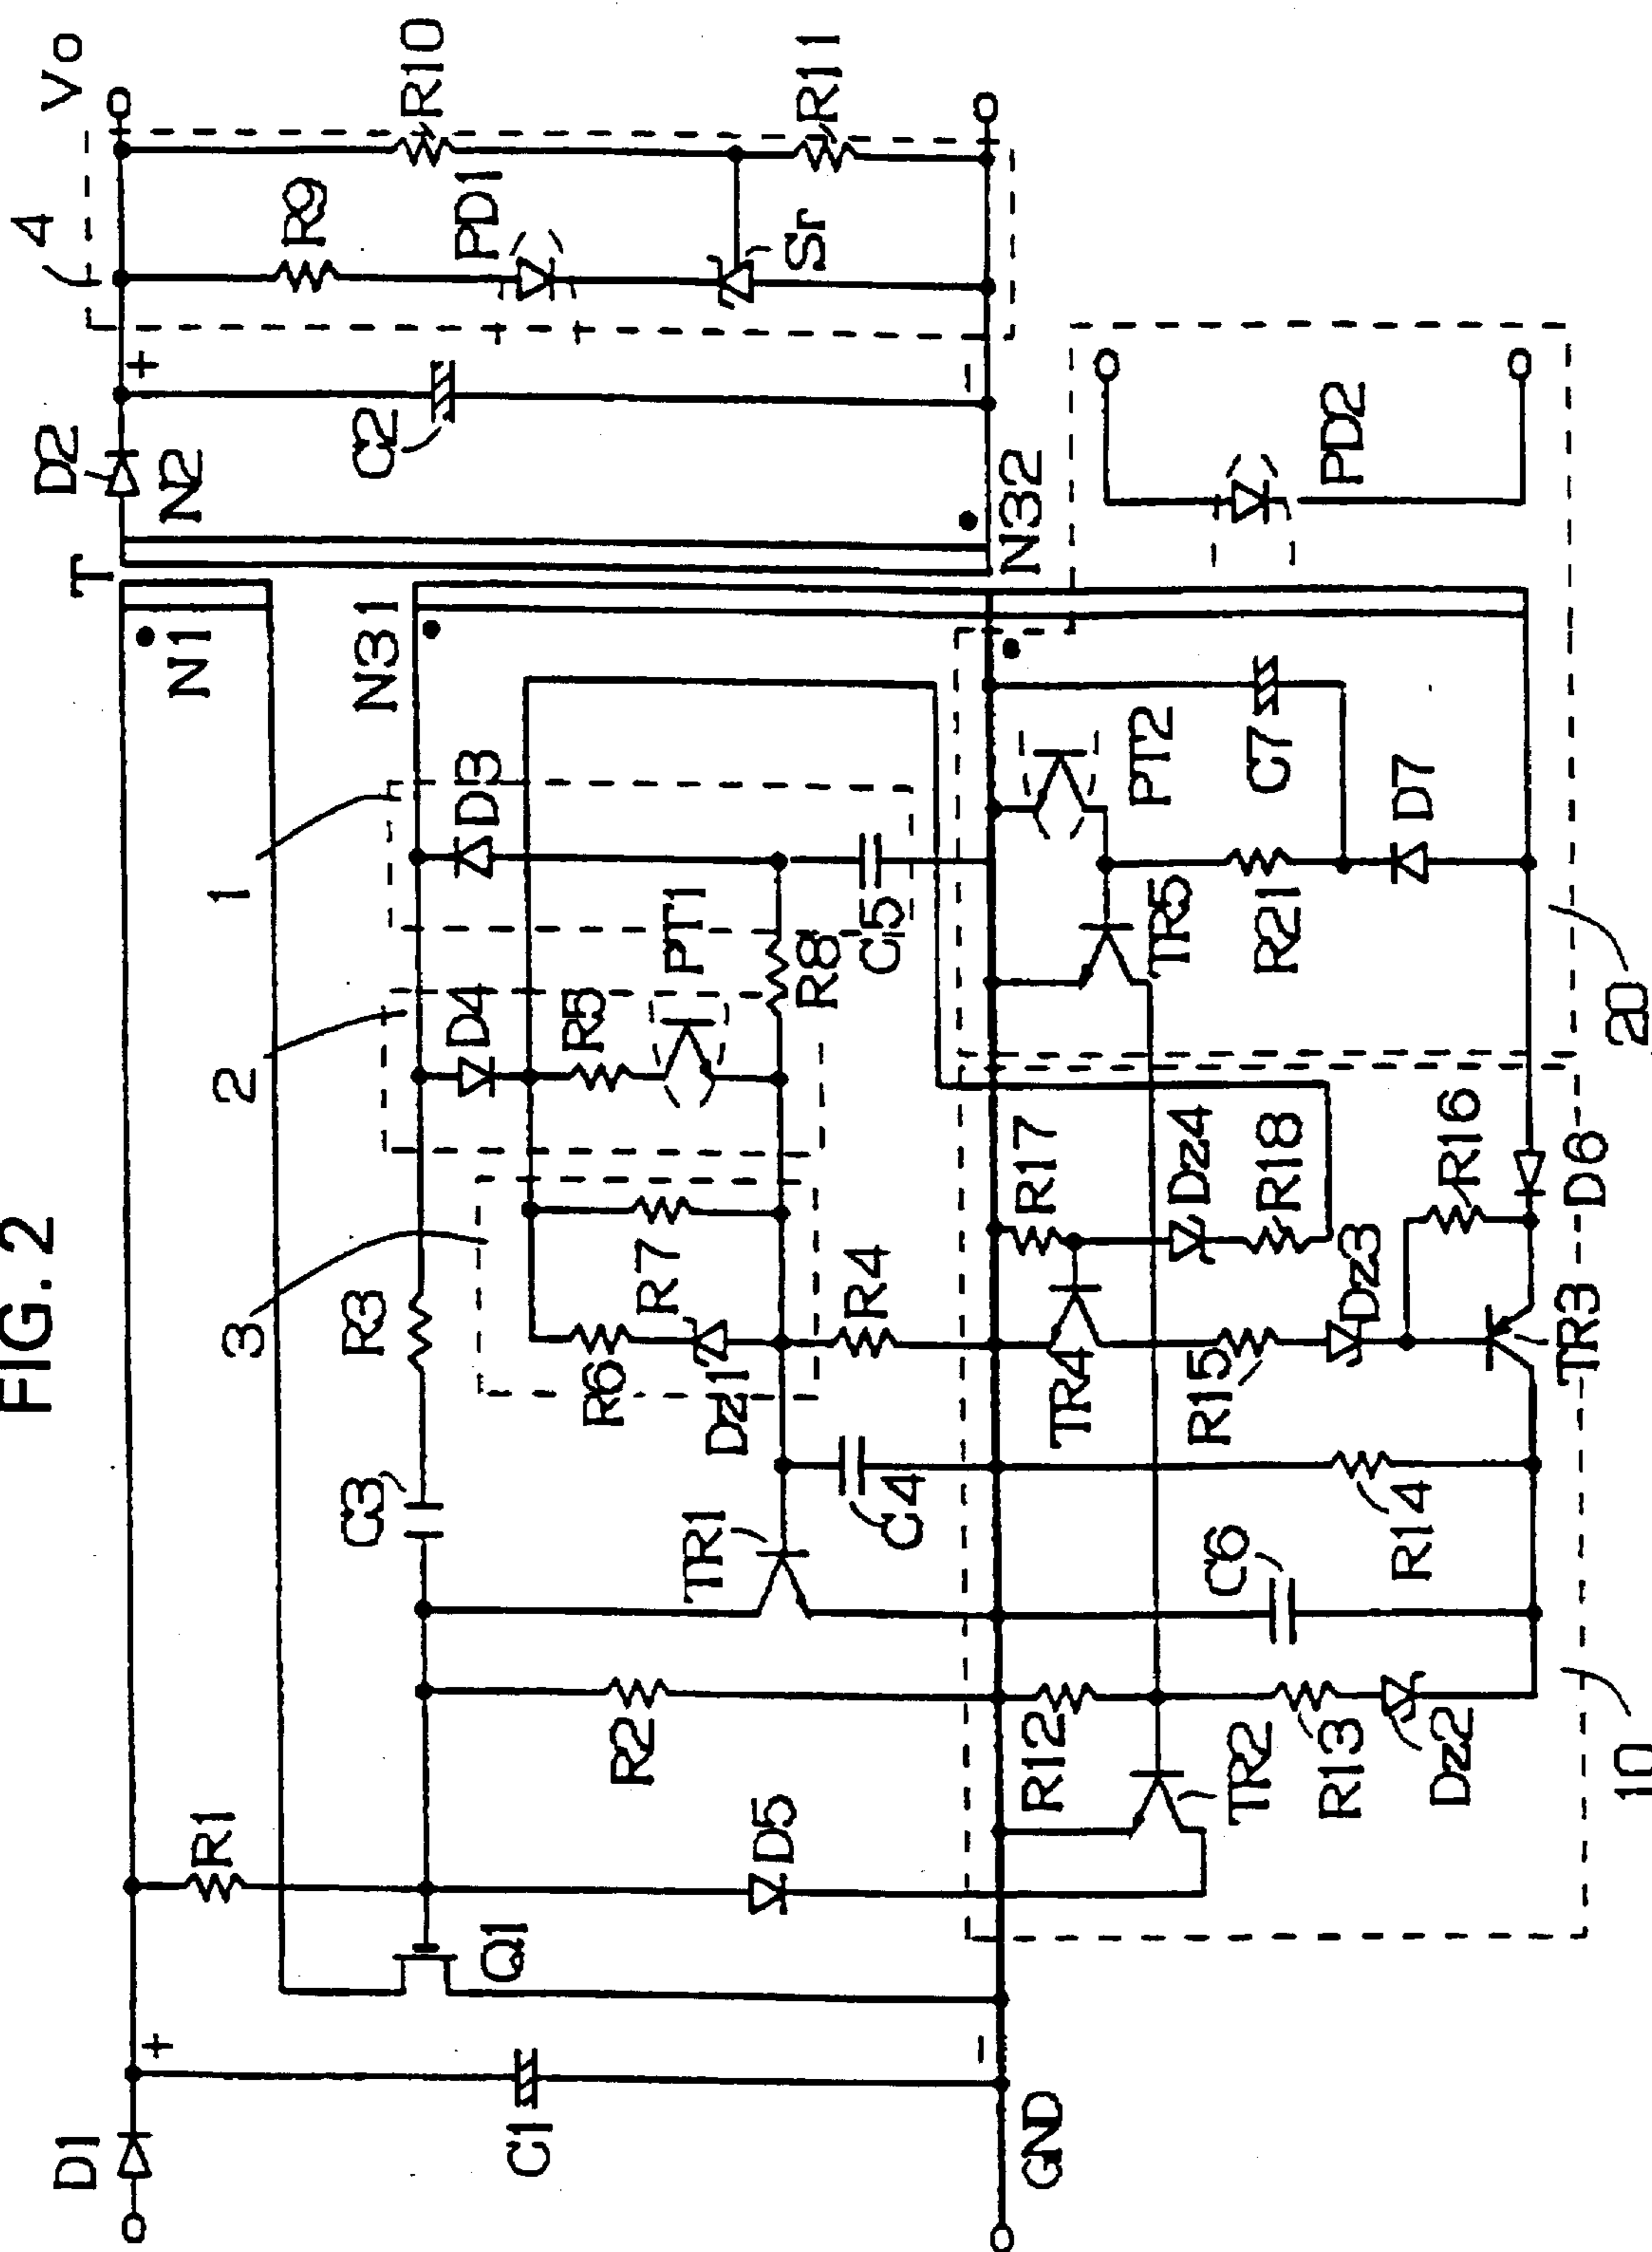 FIG. 2
D1
C1
+
−
GND
R1
Q1
D5
R2
C3
R3
TR1
C4
R4
3
R6
Dz1
R7
2
D4
R5
PT1
R8
1
D3
C5
N31
N1
T
N2
D2
+
C2
−
N32
4
R9
PD1
Sr
R10
R11
Vo
R12
TR2
R13
Dz2
10
C6
R14
TR4
R15
R17
Dz4
R18
Dz3
R16
TR3
D6
TR5
PT2
R21
C7
D7
20
PD2